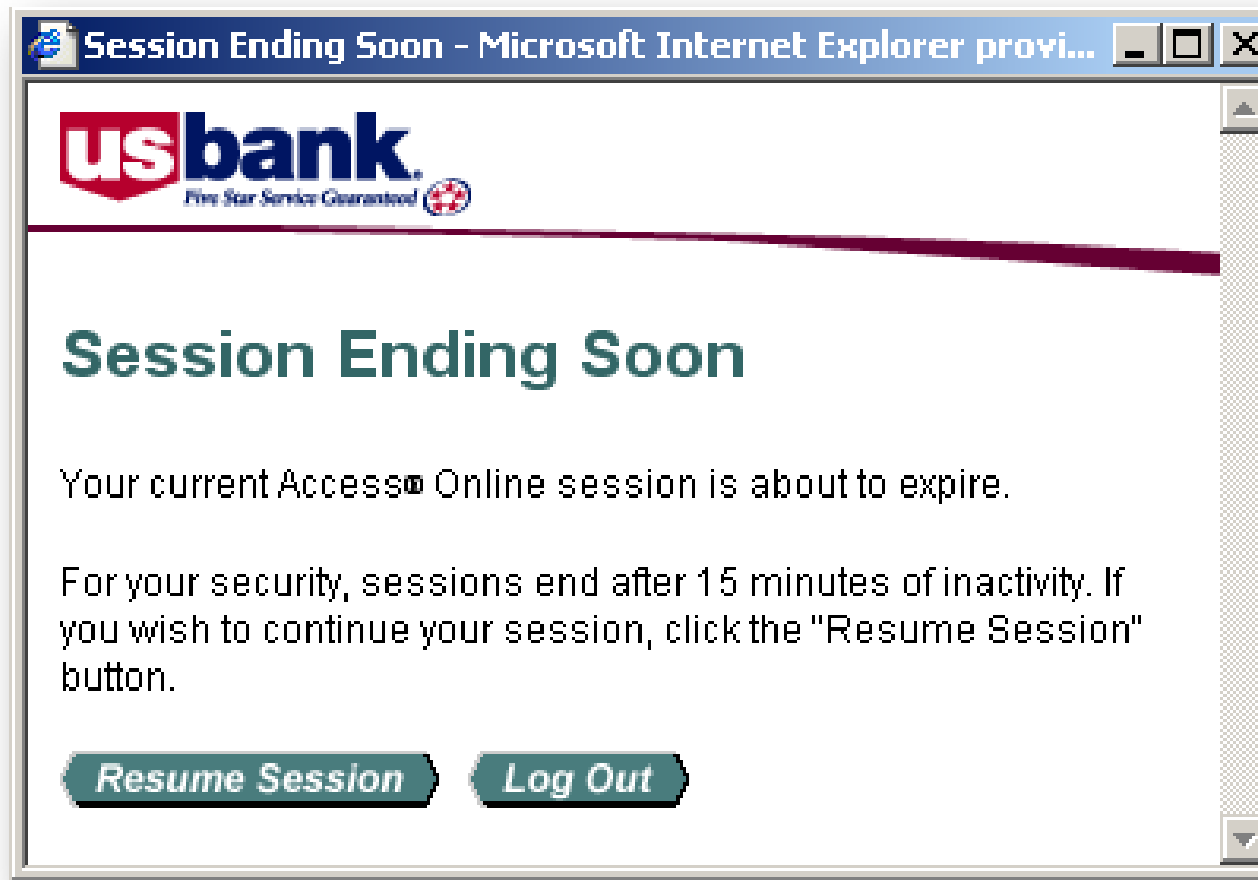 Session Ending Soon - Microsoft Internet Explorer provi...
usbank.
Five Star Service Guaranteed
Session Ending Soon
Your current Access® Online session is about to expire.
For your security, sessions end after 15 minutes of inactivity. If
you wish to continue your session, click the "Resume Session"
button.
Resume Session Log Out